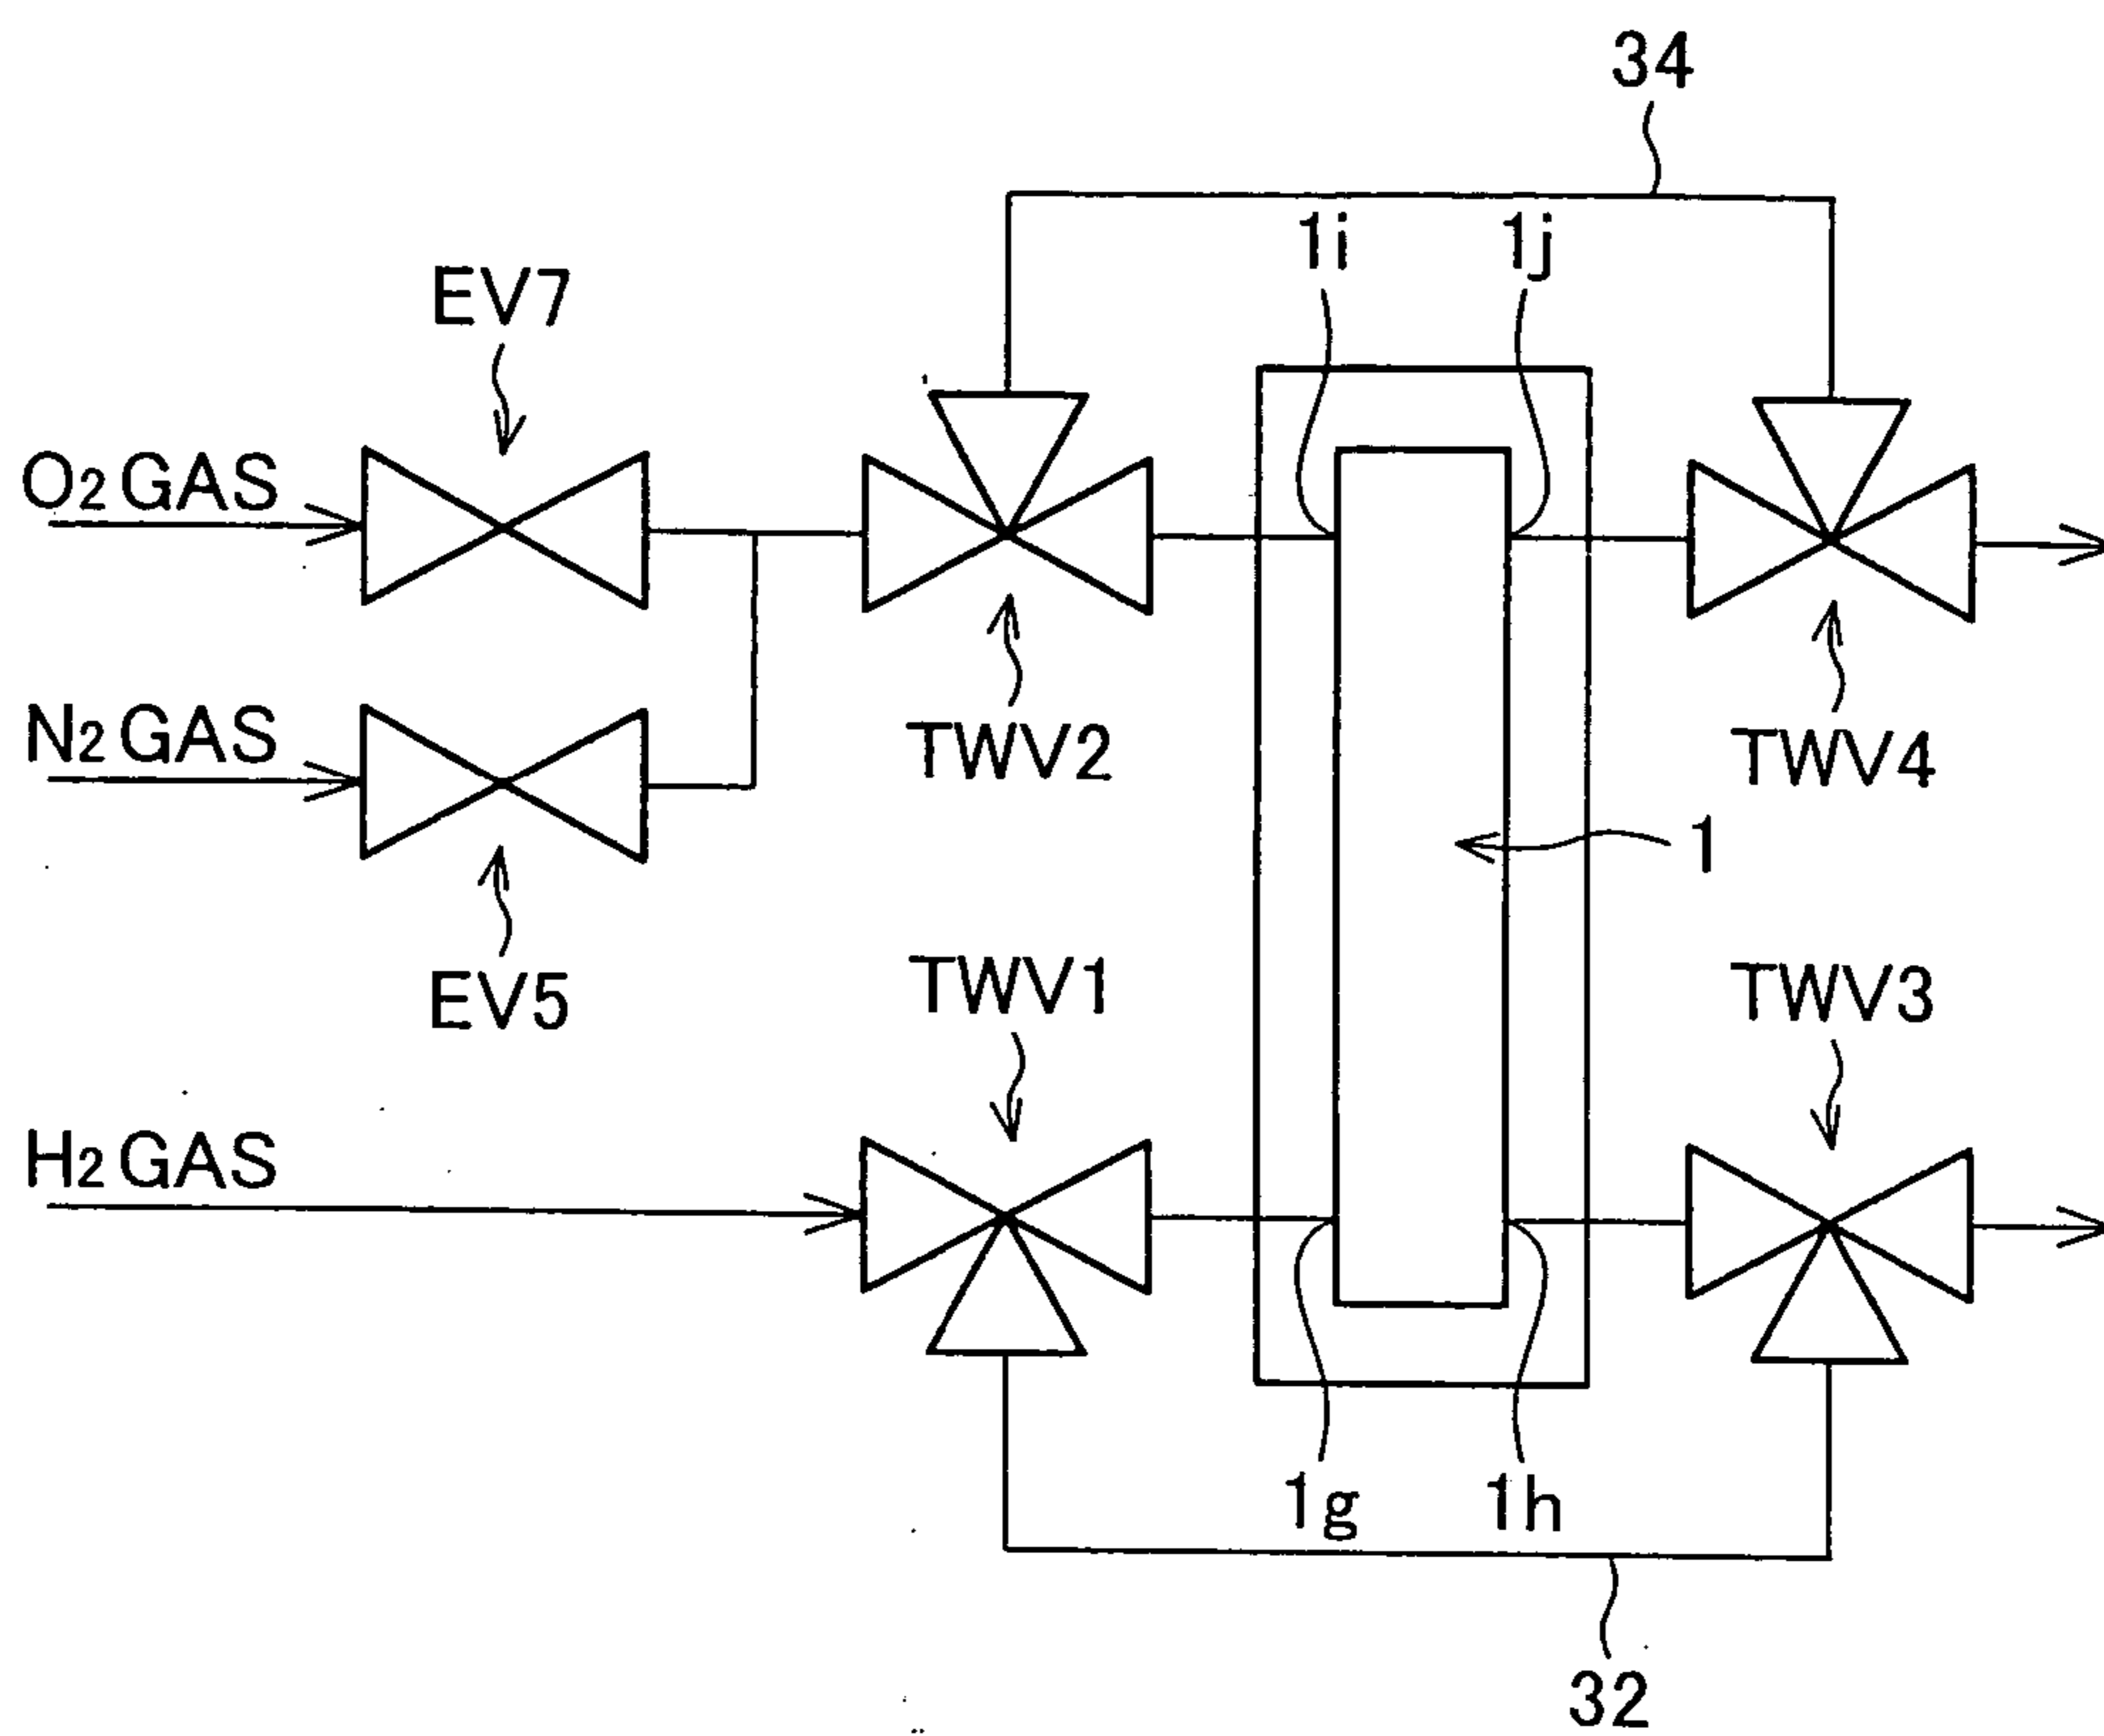 34
1i 1j
EV7
O2 GAS
N2 GAS
TWV2
TWV4
1
EV5
TWV1
TWV3
H2 GAS
1g 1h
32